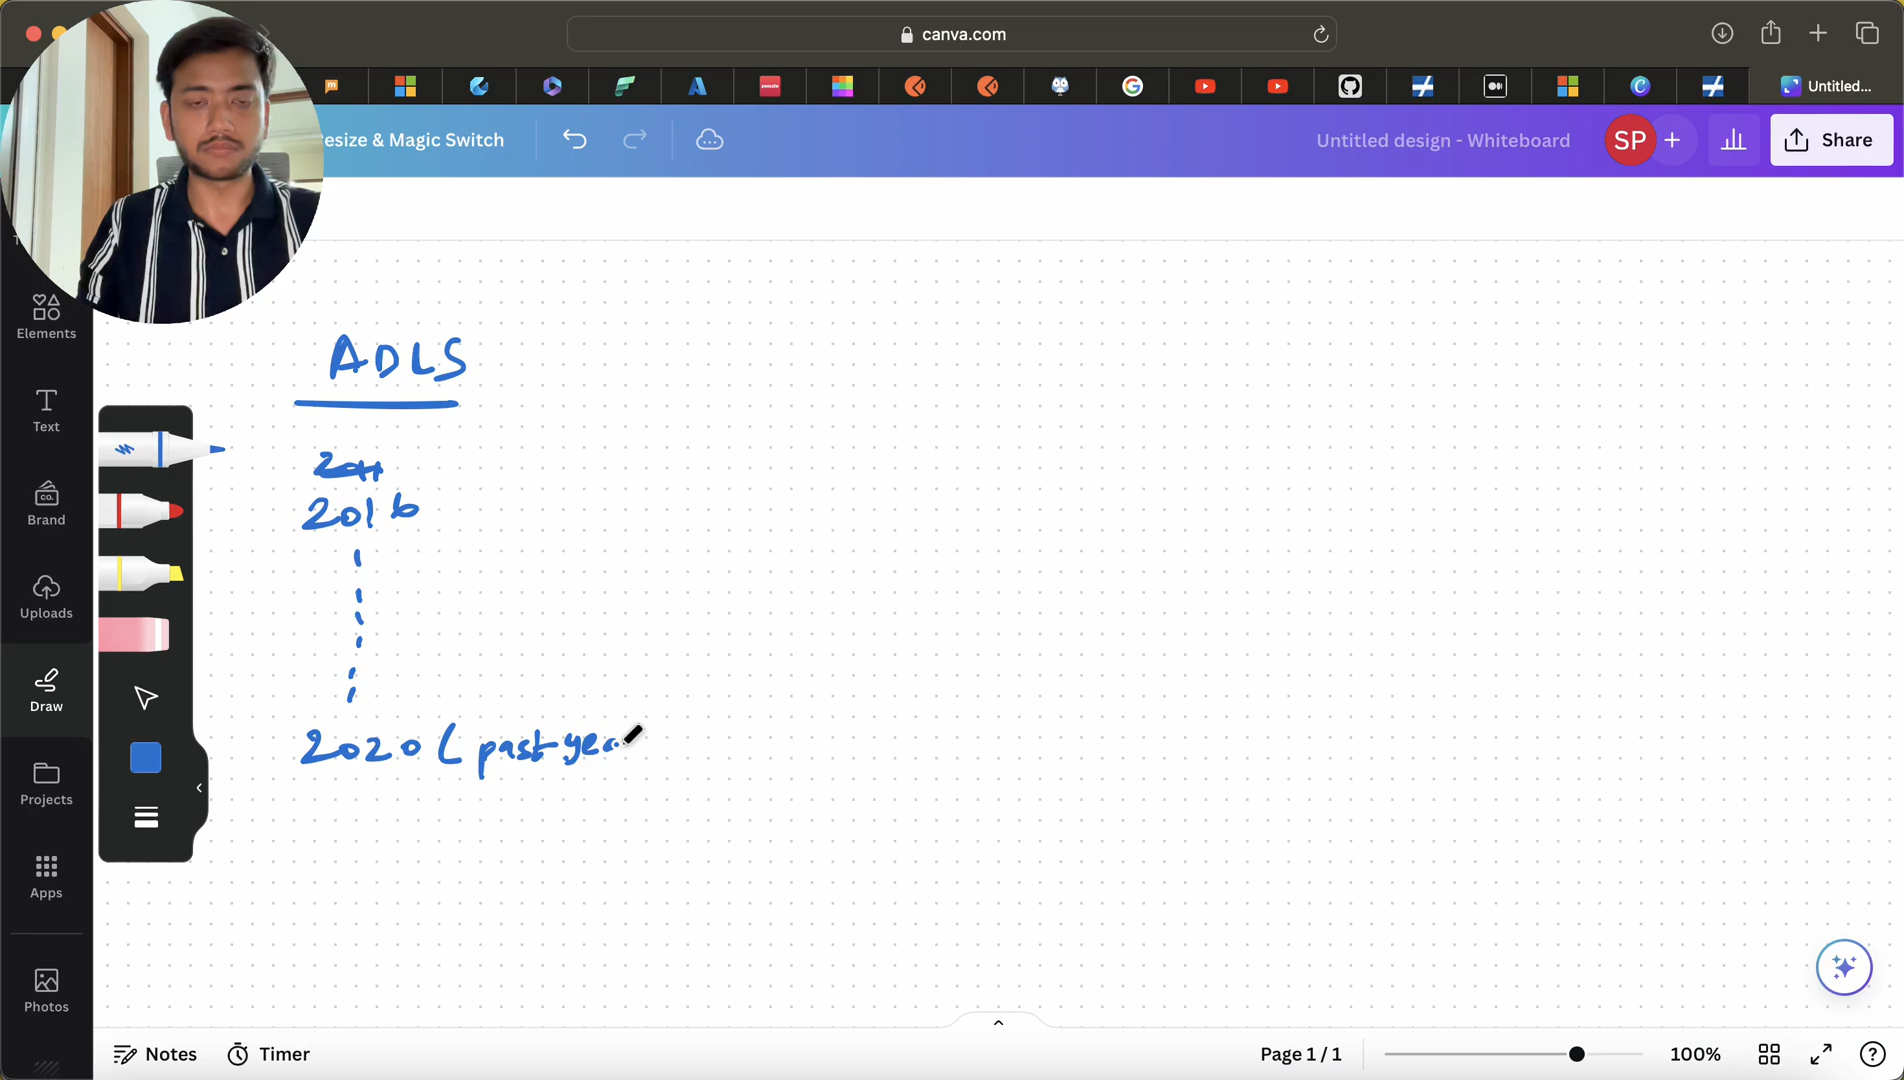 canva.com
Untitled...
esize & Magic Switch
Untitled design - Whiteboard
SP
Share
Elements
Text
Brand
Uploads
Draw
Projects
Apps
Photos
ADLS
2016
2020 ( past yea
Notes
Timer
Page 1 / 1
100%